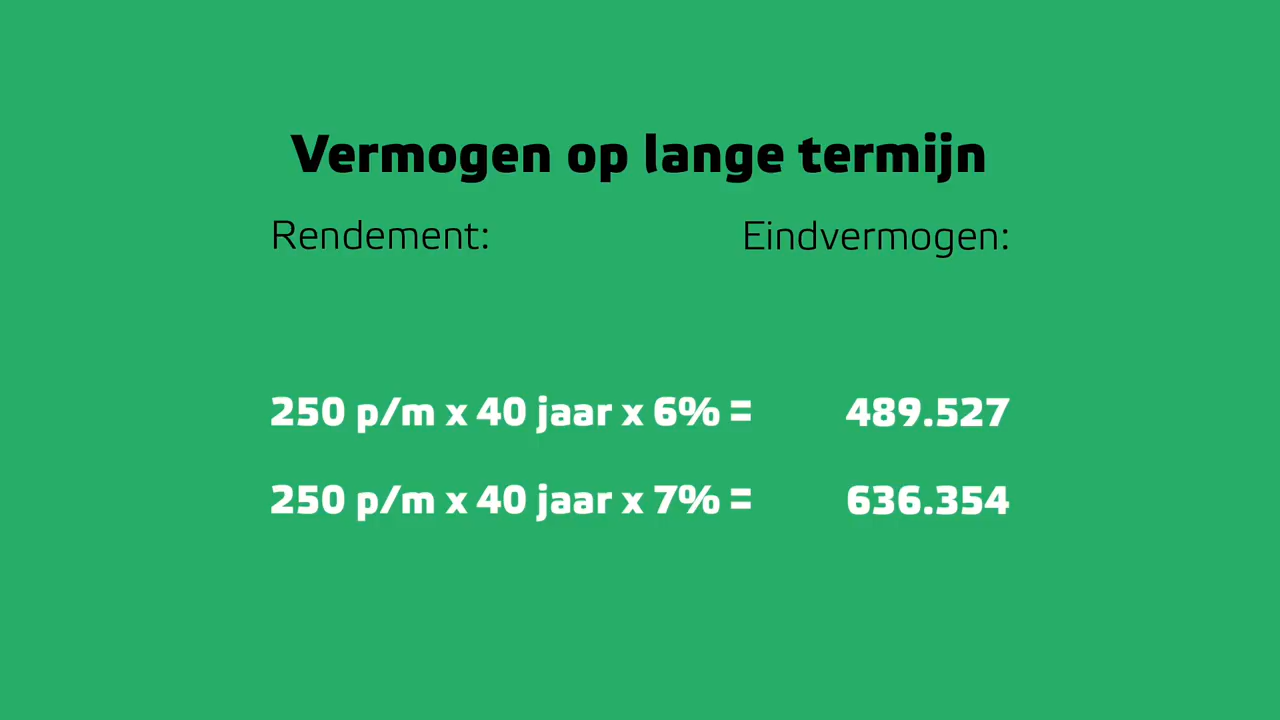 Vermogen op lange termijn
Rendement: Eindvermogen:
250 p/m x 40 jaar x 6% = 489.527
250 p/m x 40 jaar x 7% = 636.354